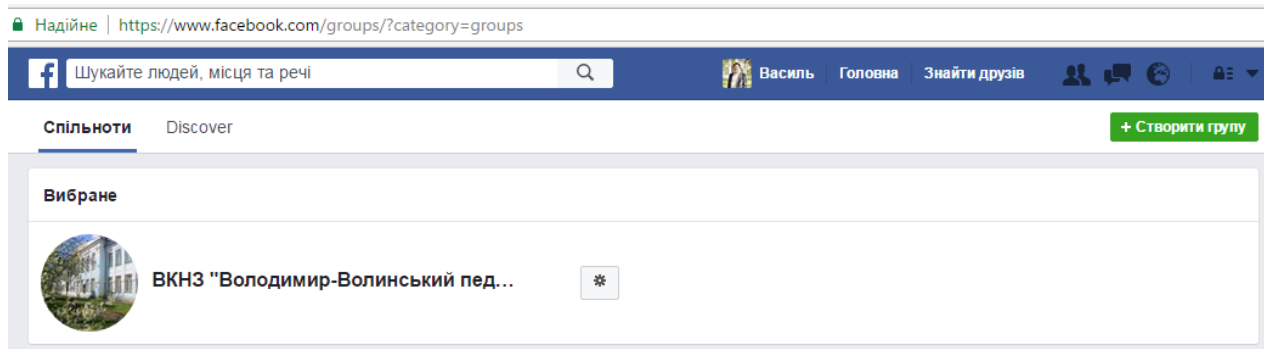 Надійне | https://www.facebook.com/groups/?category=groups
f Шукайте людей, місця та речі Василь Головна Знайти друзів
Спільноти Discover + Створити групу
Вибране
ВКНЗ "Володимир-Волинський пед...